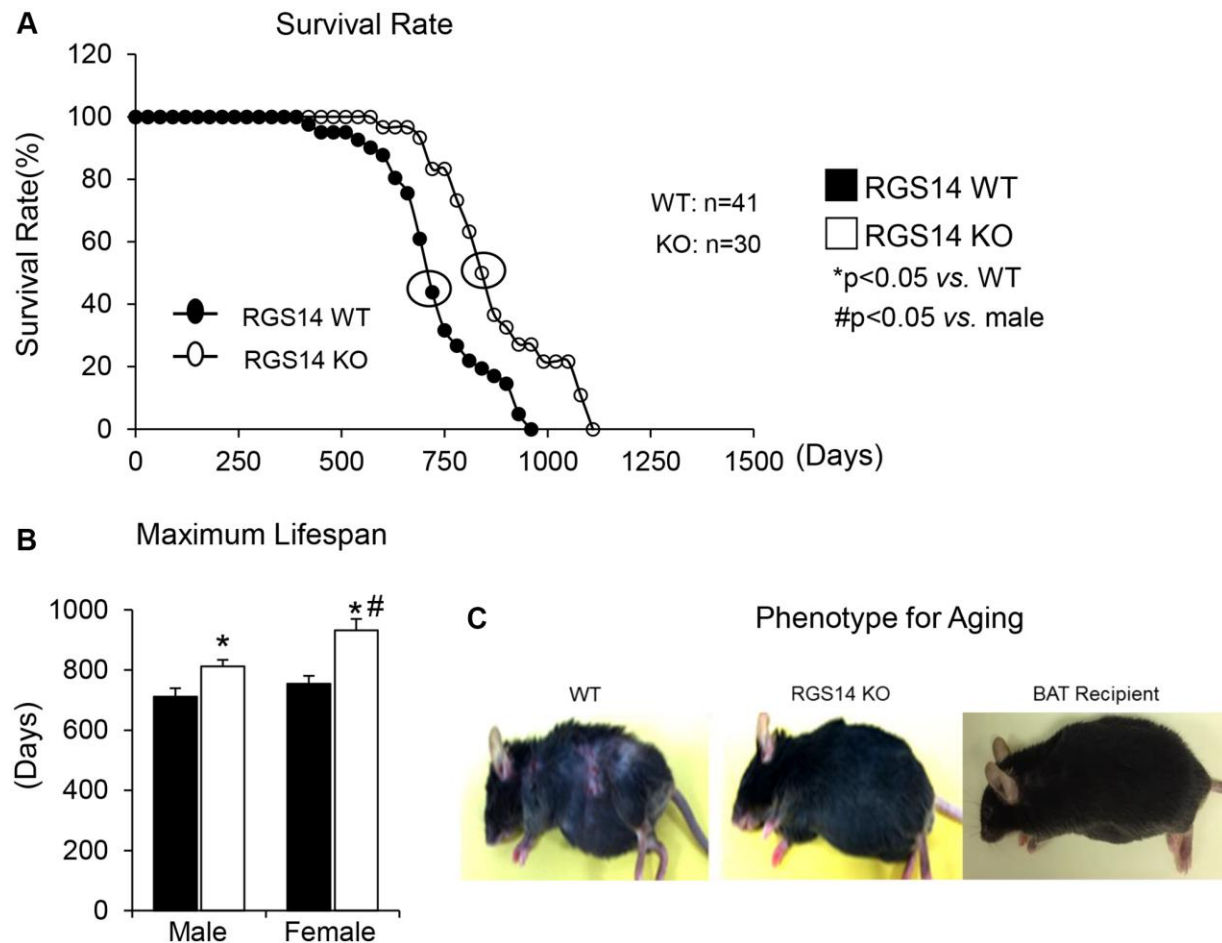 A
Survival Rate
120
100
80
60
40
20
0
Survival Rate(%)
0 250 500 750 1000 1250 1500 (Days)
RGS14 WT
RGS14 KO
WT: n=41
KO: n=30
RGS14 WT
RGS14 KO
*p<0.05 vs. WT
#p<0.05 vs. male
B
Maximum Lifespan
1000
800
600
400
200
0
(Days)
*
*#
Male Female
C
Phenotype for Aging
WT RGS14 KO BAT Recipient